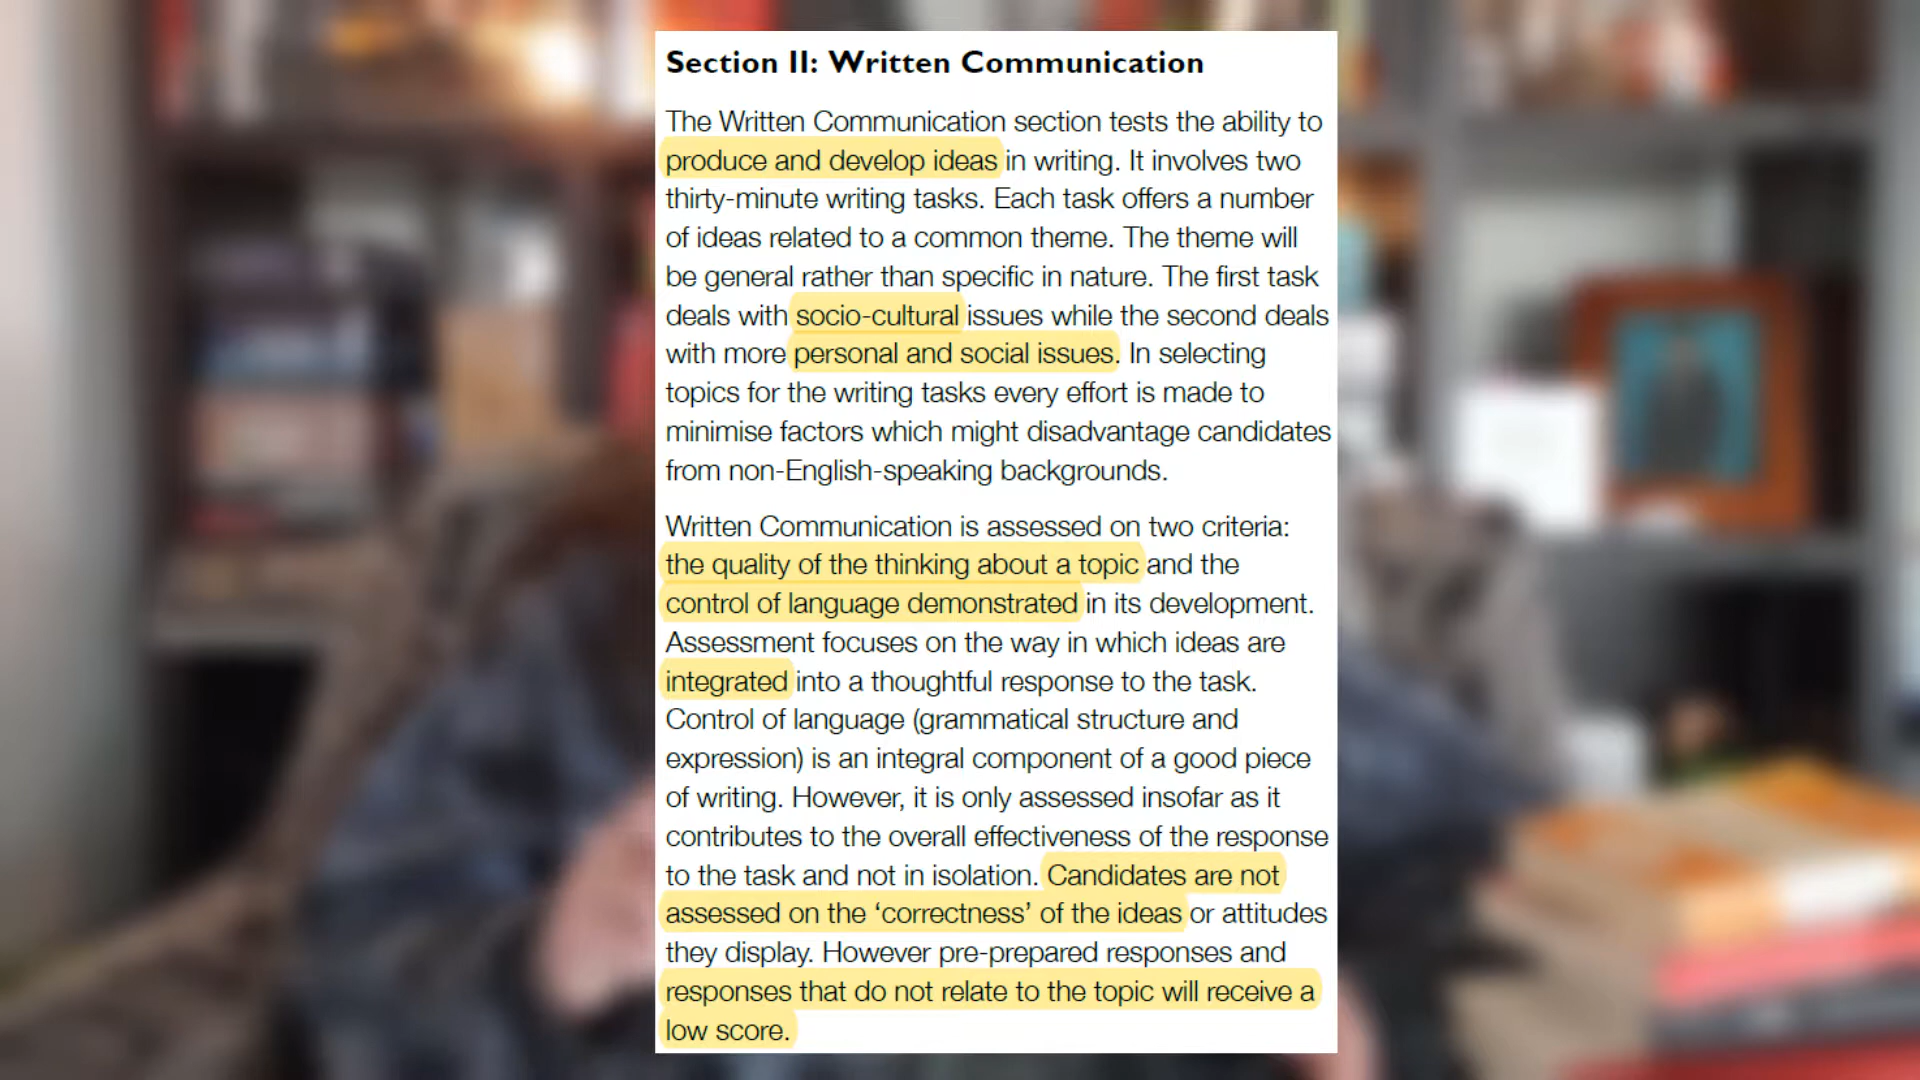 Section II: Written Communication
The Written Communication section tests the ability to
produce and develop ideas in writing. It involves two
thirty-minute writing tasks. Each task offers a number
of ideas related to a common theme. The theme will
be general rather than specific in nature. The first task
deals with socio-cultural issues while the second deals
with more personal and social issues. In selecting
topics for the writing tasks every effort is made to
minimise factors which might disadvantage candidates
from non-English-speaking backgrounds.
Written Communication is assessed on two criteria:
the quality of the thinking about a topic and the
control of language demonstrated in its development.
Assessment focuses on the way in which ideas are
integrated into a thoughtful response to the task.
Control of language (grammatical structure and
expression) is an integral component of a good piece
of writing. However, it is only assessed insofar as it
contributes to the overall effectiveness of the response
to the task and not in isolation. Candidates are not
assessed on the ‘correctness’ of the ideas or attitudes
they display. However pre-prepared responses and
responses that do not relate to the topic will receive a
low score.